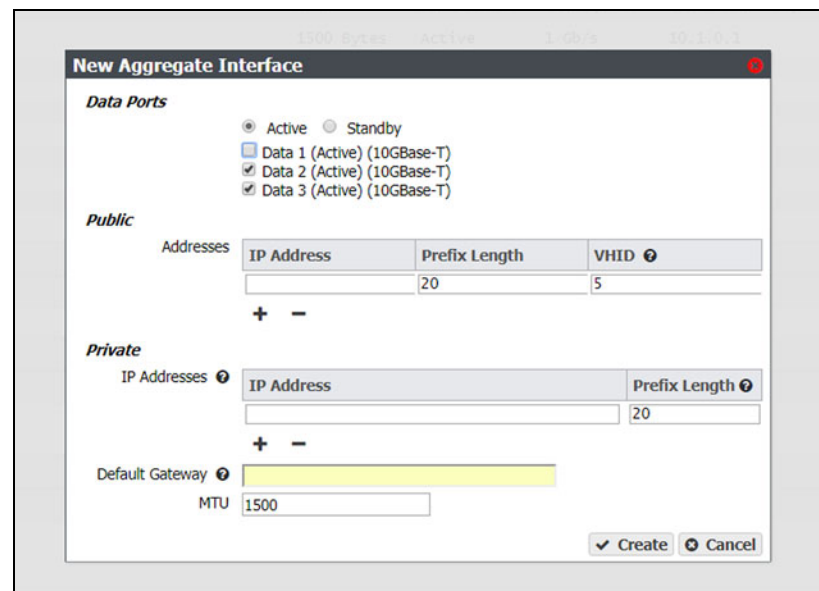 1500 Bytes Active 1 Gb/s 10.1.0.1
New Aggregate Interface
Data Ports
Active Standby
Data 1 (Active) (10GBase-T)
Data 2 (Active) (10GBase-T)
Data 3 (Active) (10GBase-T)
Public
Addresses IP Address Prefix Length VHID
20 5
Private
IP Addresses IP Address Prefix Length
20
Default Gateway
MTU 1500
Create Cancel